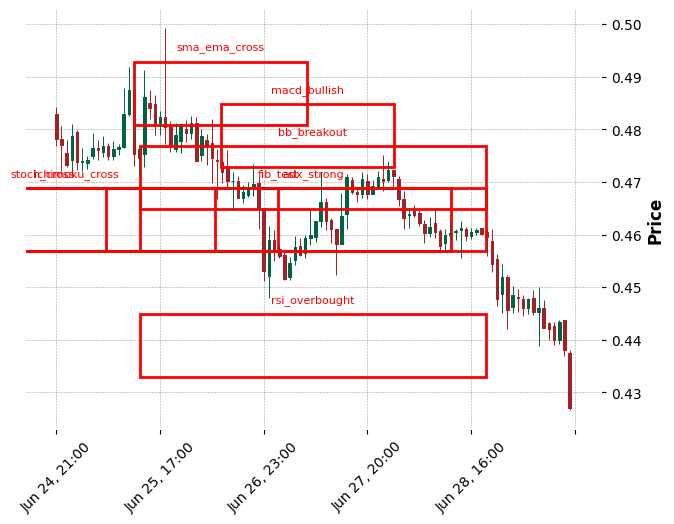 0.50
sma_ema_cross
0.49
macd_bullish
0.48
bb_breakout
0.47
fib_test
adx_strong
0.46
Price
0.45
rsi_overbought
0.44
0.43
Jun 24, 21:00
Jun 25, 17:00
Jun 26, 23:00
Jun 27, 20:00
Jun 28, 16:00